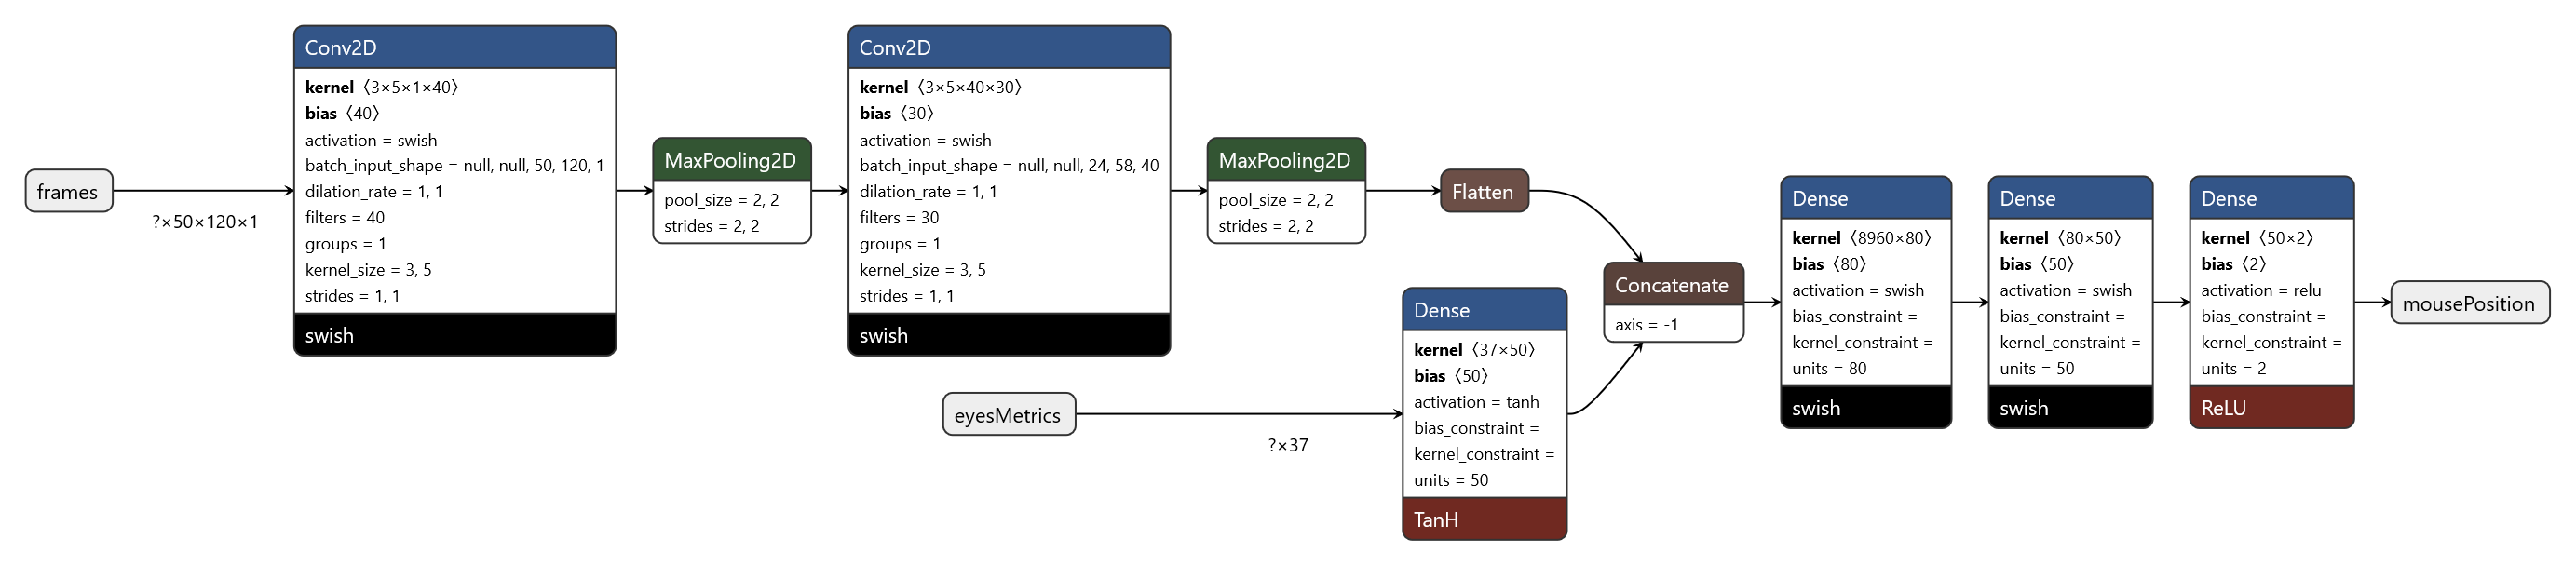 frames
?×50×120×1
Conv2D
kernel 〈3×5×1×40〉
bias 〈40〉
activation = swish
batch_input_shape = null, null, 50, 120, 1
dilation_rate = 1, 1
filters = 40
groups = 1
kernel_size = 3, 5
strides = 1, 1
swish
MaxPooling2D
pool_size = 2, 2
strides = 2, 2
Conv2D
kernel 〈3×5×40×30〉
bias 〈30〉
activation = swish
batch_input_shape = null, null, 24, 58, 40
dilation_rate = 1, 1
filters = 30
groups = 1
kernel_size = 3, 5
strides = 1, 1
swish
MaxPooling2D
pool_size = 2, 2
strides = 2, 2
Flatten
eyesMetrics
?×37
Dense
kernel 〈37×50〉
bias 〈50〉
activation = tanh
bias_constraint =
kernel_constraint =
units = 50
TanH
Concatenate
axis = -1
Dense
kernel 〈8960×80〉
bias 〈80〉
activation = swish
bias_constraint =
kernel_constraint =
units = 80
swish
Dense
kernel 〈80×50〉
bias 〈50〉
activation = swish
bias_constraint =
kernel_constraint =
units = 50
swish
Dense
kernel 〈50×2〉
bias 〈2〉
activation = relu
bias_constraint =
kernel_constraint =
units = 2
ReLU
mousePosition